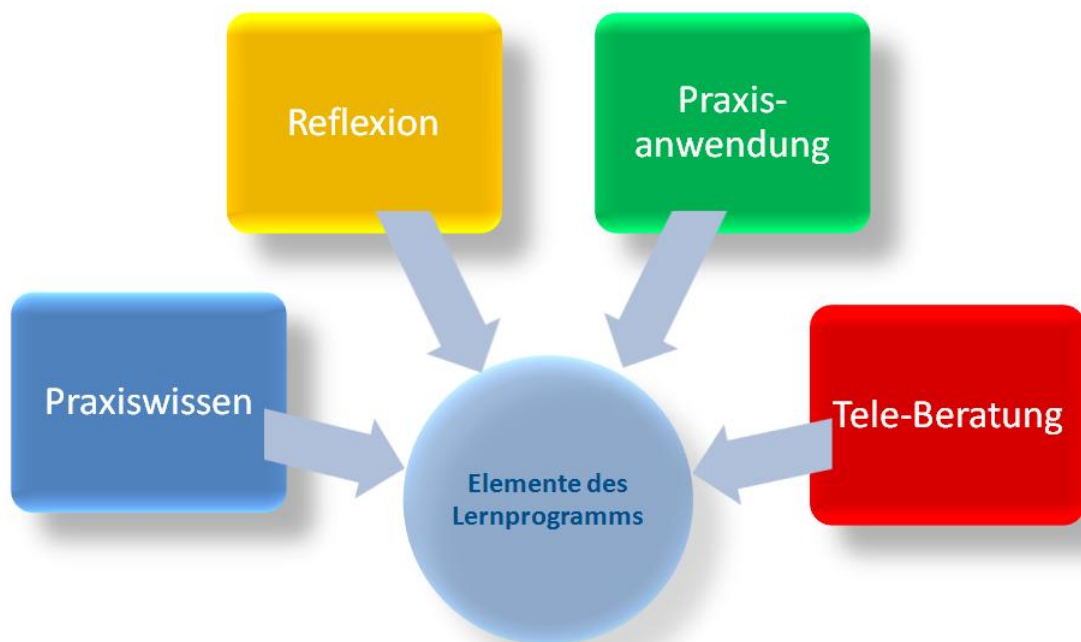 Reflexion
Praxis-
anwendung
Praxiswissen
Tele-Beratung
Elemente des
Lernprogramms